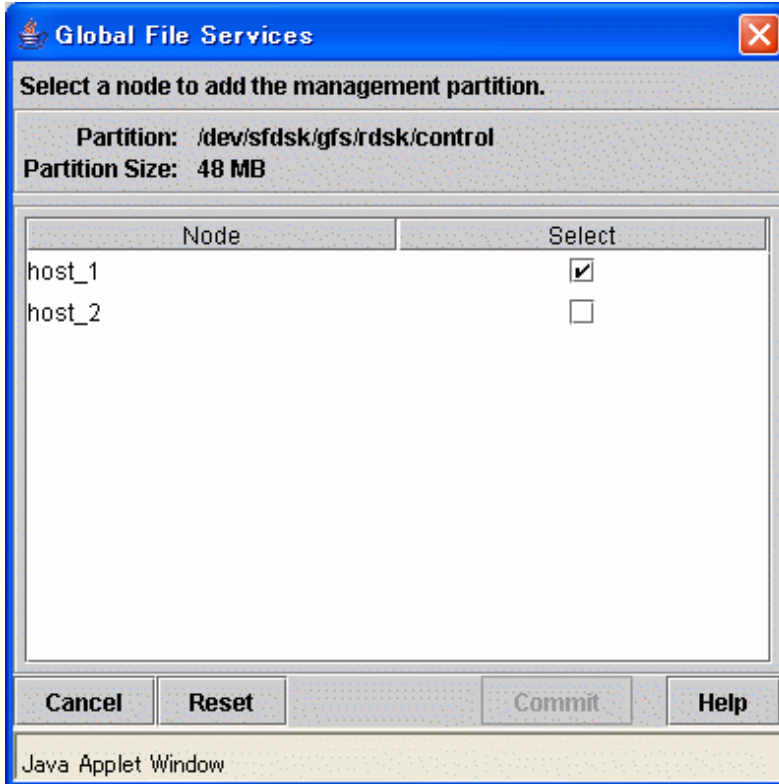 Global File Services
Select a node to add the management partition.
Partition: /dev/sfdsk/gfs/rdsk/control
Partition Size: 48 MB
Node Select
host_1
host_2
Cancel Reset Commit Help
Java Applet Window